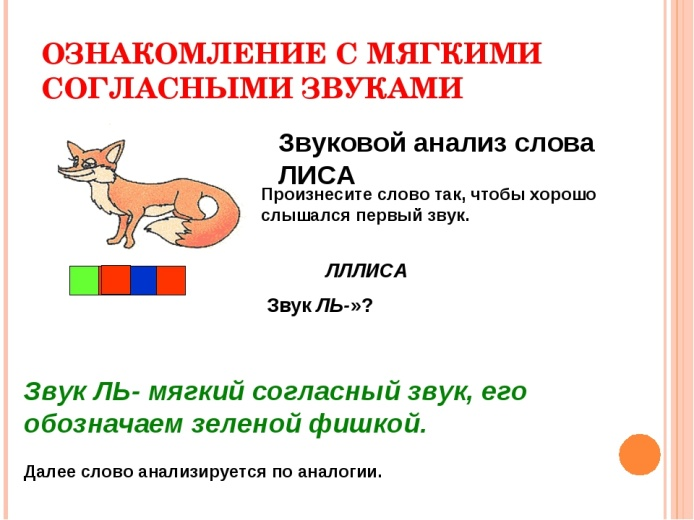 ОЗНАКОМЛЕНИЕ С МЯГКИМИ
СОГЛАСНЫМИ ЗВУКАМИ
Звуковой анализ слова
ЛИСА
Произнесите слово так, чтобы хорошо
слышался первый звук.
ЛЛЛИСА
Звук ЛЬ-»?
Звук ЛЬ- мягкий согласный звук, его
обозначаем зеленой фишкой.
Далее слово анализируется по аналогии.